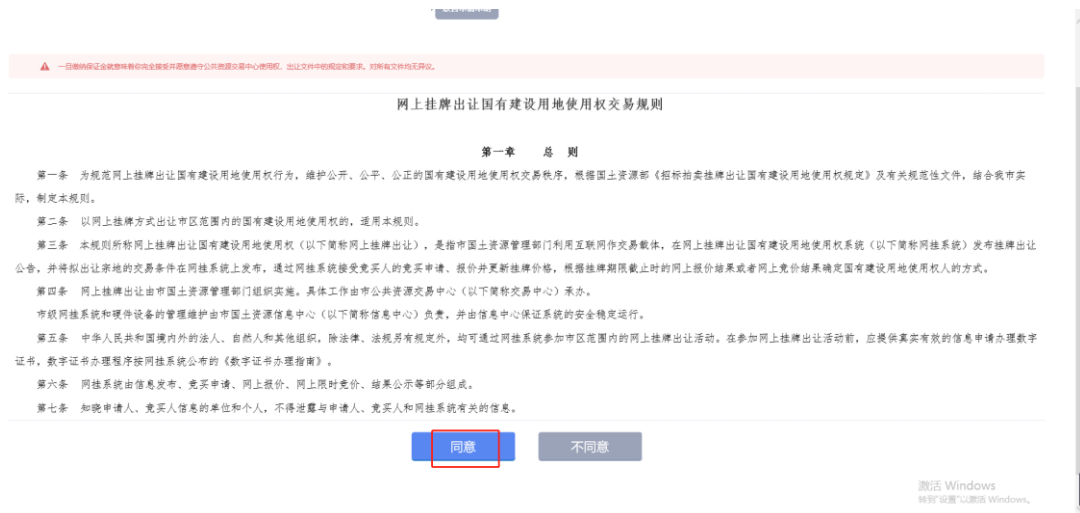 一旦缴纳保证金就意味着你完全接受并愿意遵守公共资源交易中心使用权、出让文件中的规定和要求。对所有文件均无异议。
网上挂牌出让国有建设用地使用权交易规则
第一章 总 则
第一条 为规范网上挂牌出让国有建设用地使用权行为，维护公开、公平、公正的国有建设用地使用权交易秩序，根据国土资源部《招标拍卖挂牌出让国有建设用地使用权规定》及有关规范性文件，结合我市实
际，制定本规则。
第二条 以网上挂牌方式出让市区范围内的国有建设用地使用权的，适用本规则。
第三条 本规则所称网上挂牌出让国有建设用地使用权（以下简称网上挂牌出让），是指市国土资源管理部门利用互联网作交易载体，在网上挂牌出让国有建设用地使用权系统（以下简称网挂系统）发布挂牌出让
公告，并将拟出让宗地的交易条件在网挂系统上发布，通过网挂系统接受竞买人的竞买申请、报价并更新挂牌价格，根据挂牌期限截止时的网上报价结果或者网上竞价结果确定国有建设用地使用权人的方式。
第四条 网上挂牌出让由市国土资源管理部门组织实施。具体工作由市公共资源交易中心（以下简称交易中心）承办。
市级网挂系统和硬件设备的管理维护由市国土资源信息中心（以下简称信息中心）负责，并由信息中心保证系统的安全稳定运行。
第五条 中华人民共和国境内外的法人、自然人和其他组织，除法律、法规另有规定外，均可通过网挂系统参加市区范围内的网上挂牌出让活动。在参加网上挂牌出让活动前，应提供真实有效的信息申请办理数字
证书，数字证书办理程序按网挂系统公布的《数字证书办理指南》。
第六条 网挂系统由信息发布、竞买申请、网上报价、网上限时竞价、结果公示等部分组成。
第七条 知晓申请人、竞买人信息的单位和个人，不得泄露与申请人、竞买人和网挂系统有关的信息。
同意 不同意
激活 Windows
转到"设置"以激活 Windows。